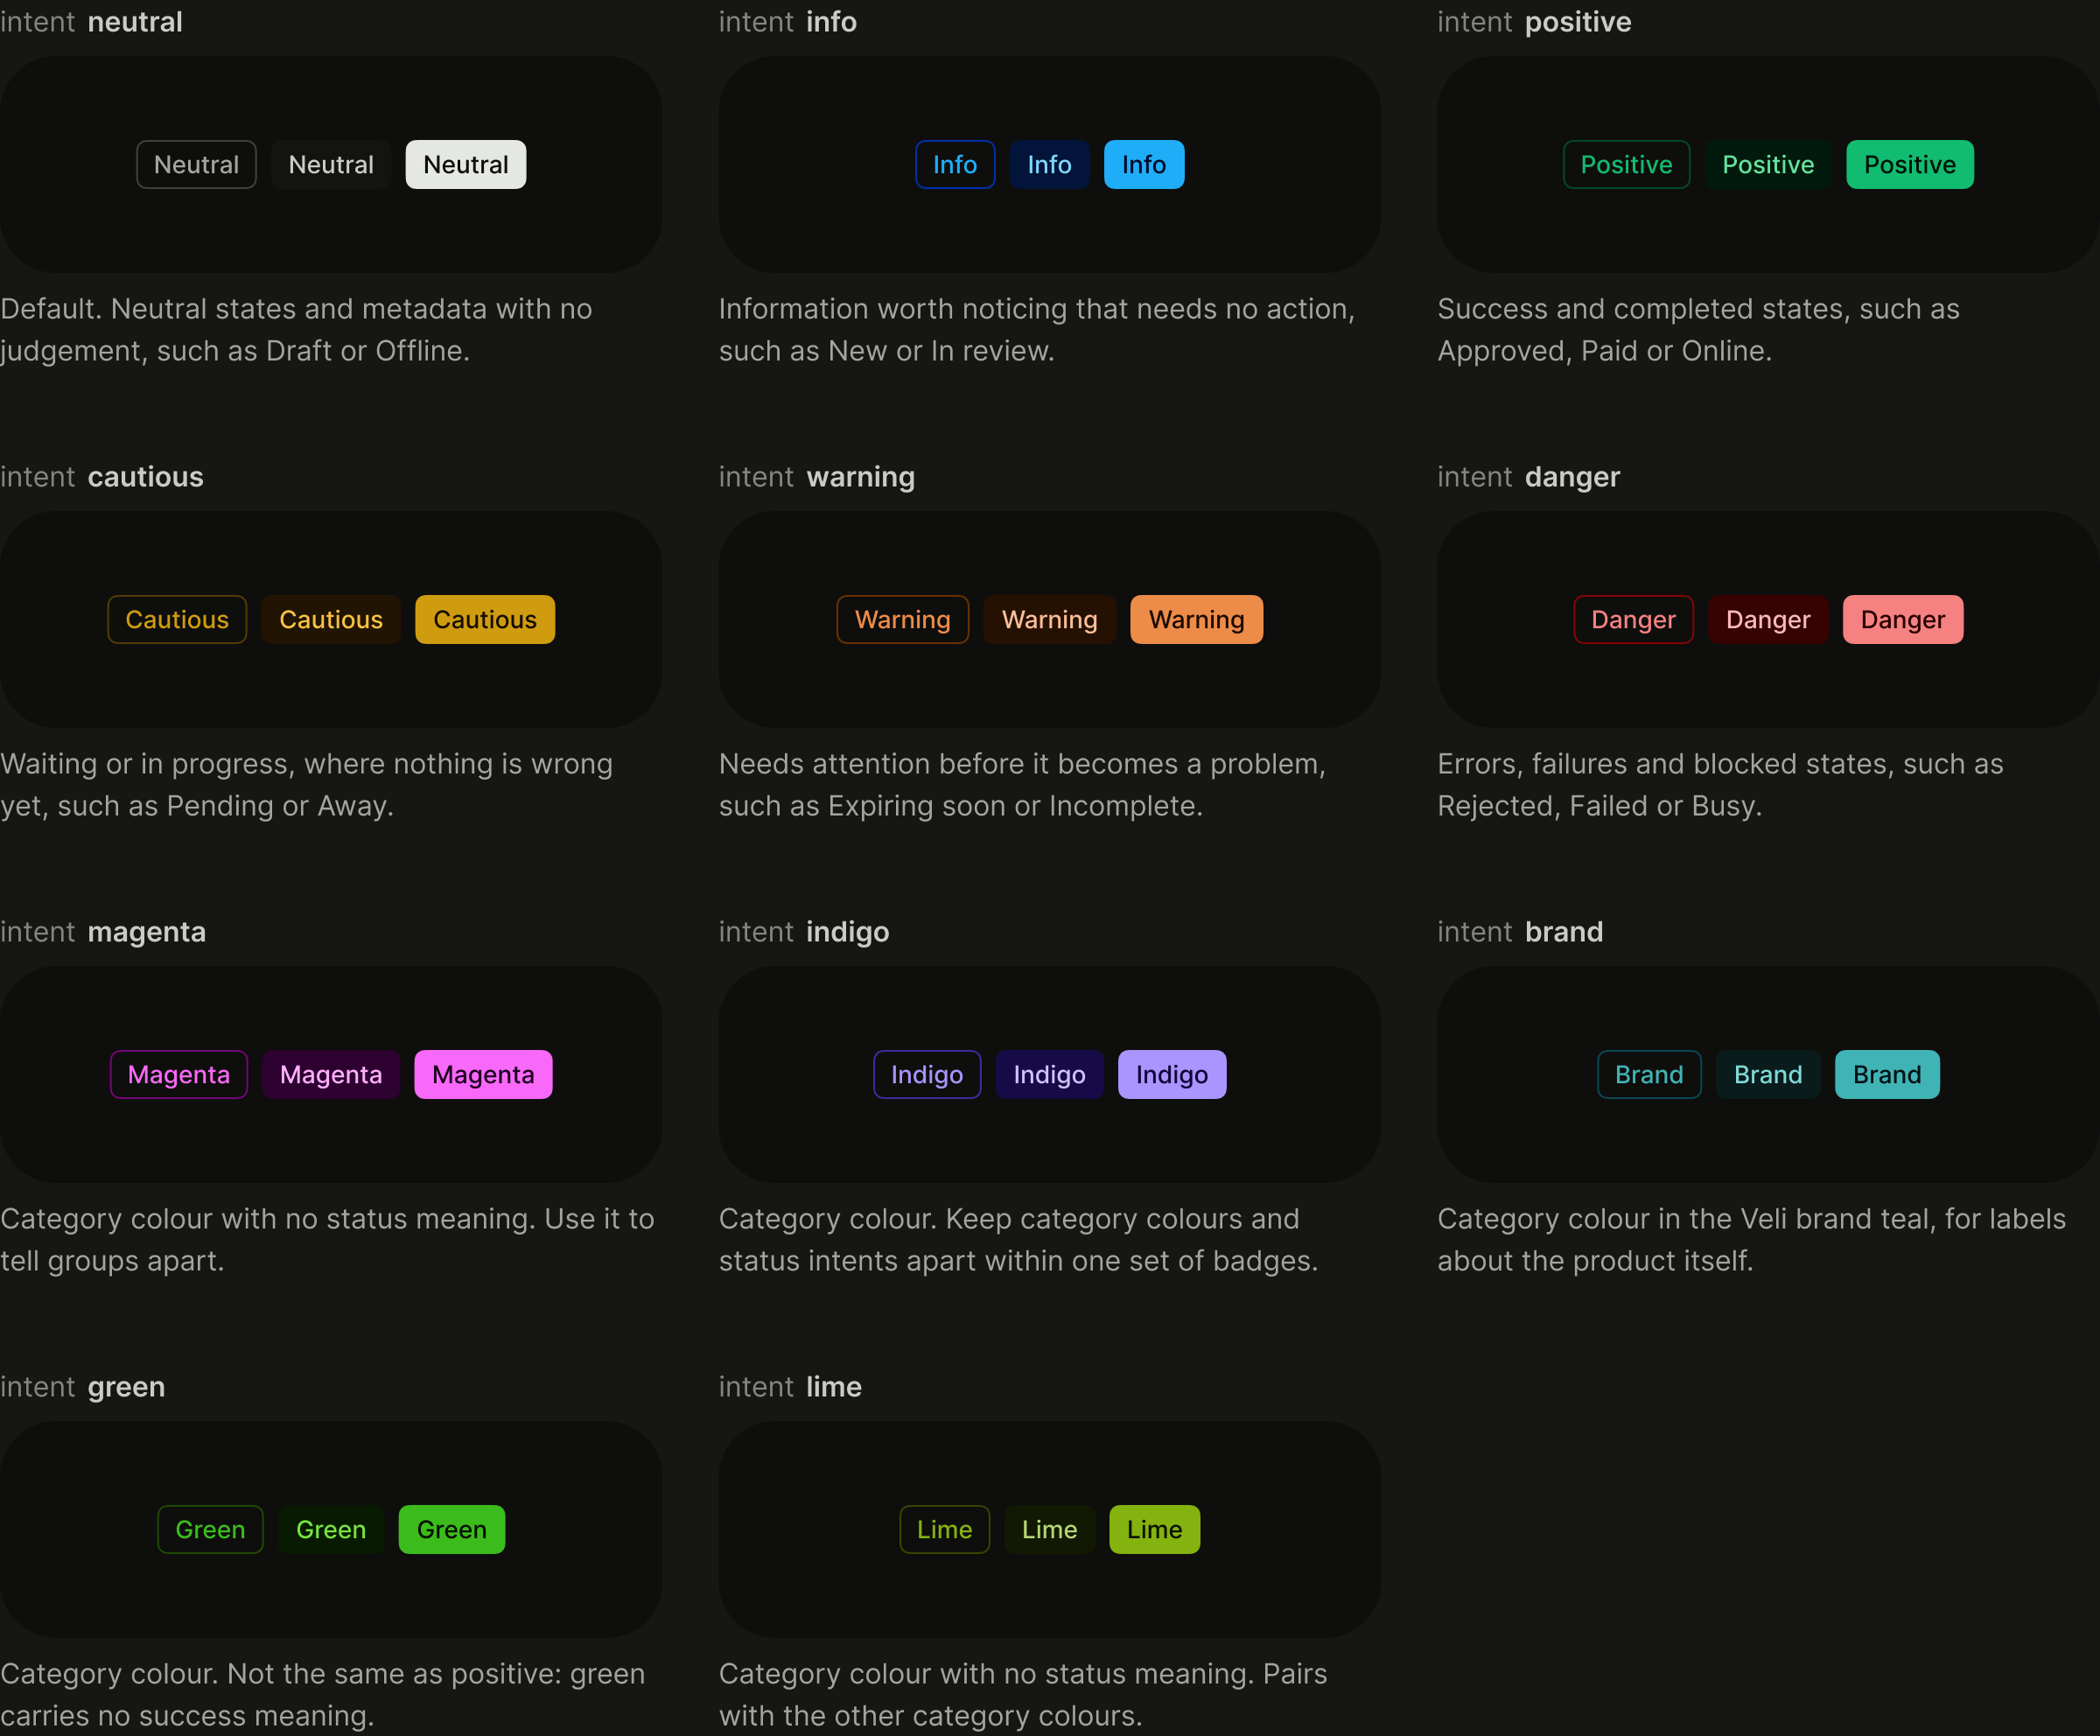 intent neutral
Neutral Neutral Neutral
Default. Neutral states and metadata with no
judgement, such as Draft or Offline.
intent info
Info Info Info
Information worth noticing that needs no action,
such as New or In review.
intent positive
Positive Positive Positive
Success and completed states, such as
Approved, Paid or Online.
intent cautious
Cautious Cautious Cautious
Waiting or in progress, where nothing is wrong
yet, such as Pending or Away.
intent warning
Warning Warning Warning
Needs attention before it becomes a problem,
such as Expiring soon or Incomplete.
intent danger
Danger Danger Danger
Errors, failures and blocked states, such as
Rejected, Failed or Busy.
intent magenta
Magenta Magenta Magenta
Category colour with no status meaning. Use it to
tell groups apart.
intent indigo
Indigo Indigo Indigo
Category colour. Keep category colours and
status intents apart within one set of badges.
intent brand
Brand Brand Brand
Category colour in the Veli brand teal, for labels
about the product itself.
intent green
Green Green Green
Category colour. Not the same as positive: green
carries no success meaning.
intent lime
Lime Lime Lime
Category colour with no status meaning. Pairs
with the other category colours.